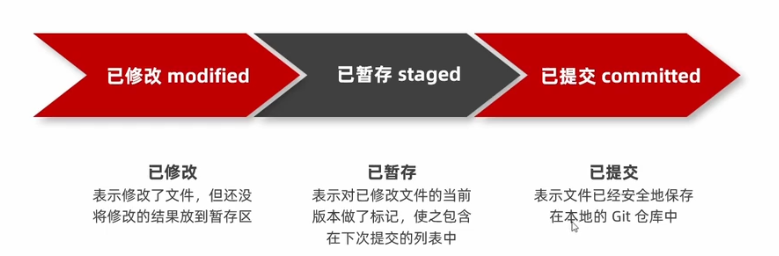 已修改 modified
已暂存 staged
已提交 committed
已修改
表示修改了文件，但还没
将修改的结果放到暂存区
已暂存
表示对已修改文件的当前
版本做了标记，使之包含
在下次提交的列表中
已提交
表示文件已经安全地保存
在本地的 Git 仓库中